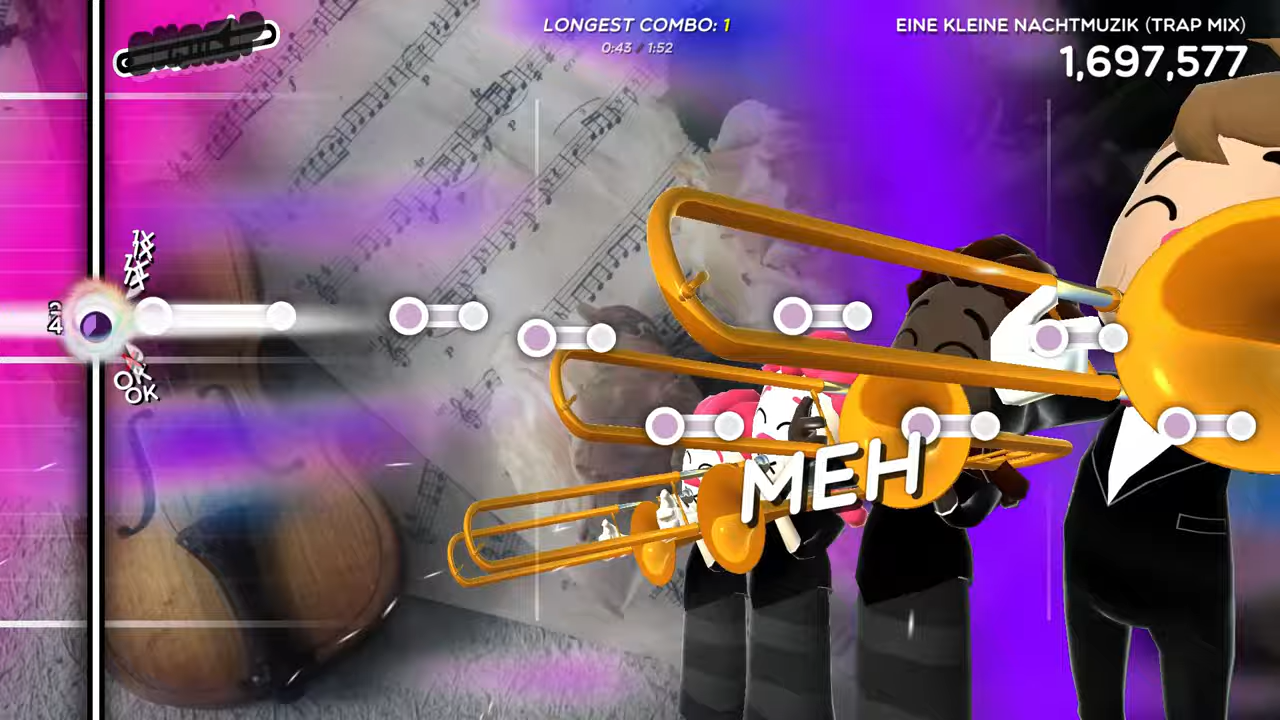 LONGEST COMBO: 1
0:43 / 1:52
EINE KLEINE NACHTMUZIK (TRAP MIX)
1,697,577
OK
OK
MEH